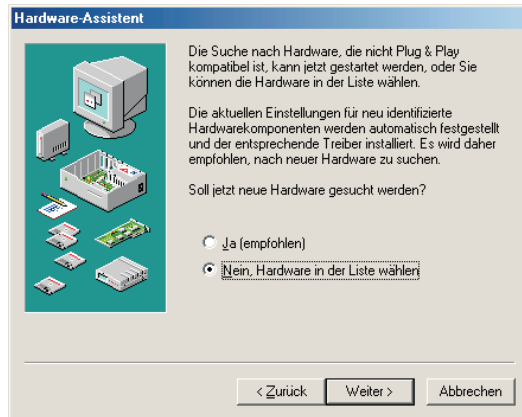 Hardware-Assistent
Die Suche nach Hardware, die nicht Plug & Play
kompatibel ist, kann jetzt gestartet werden, oder Sie
können die Hardware in der Liste wählen.
Die aktuellen Einstellungen für neu identifizierte
Hardwarekomponenten werden automatisch festgestellt
und der entsprechende Treiber installiert. Es wird daher
empfohlen, nach neuer Hardware zu suchen.
Soll jetzt neue Hardware gesucht werden?
Ja (empfohlen)
Nein, Hardware in der Liste wählen
< Zurück
Weiter >
Abbrechen